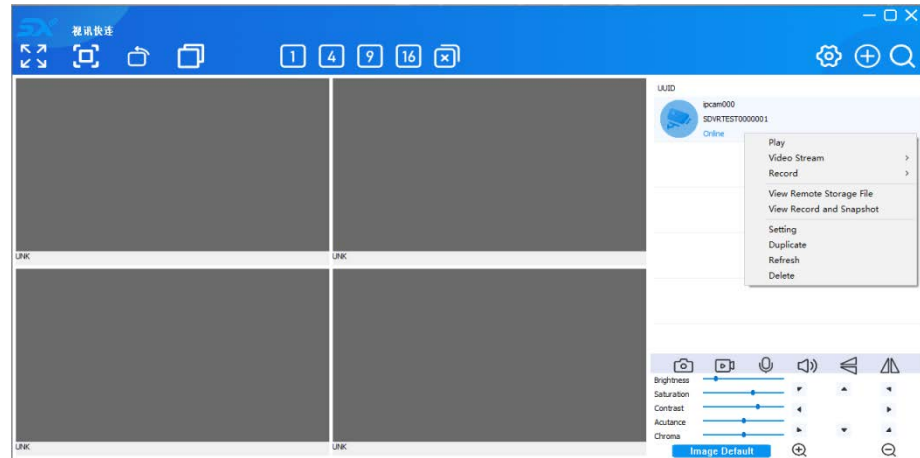 SX 视讯快连
1 4 9 16
UUID
ipcam000
SDVRTEST0000001
Online
Play
Video Stream
Record
View Remote Storage File
View Record and Snapshot
Setting
Duplicate
Refresh
Delete
UNK
UNK
Brightness
Saturation
Contrast
Acutance
Chroma
Image Default
UNK
UNK